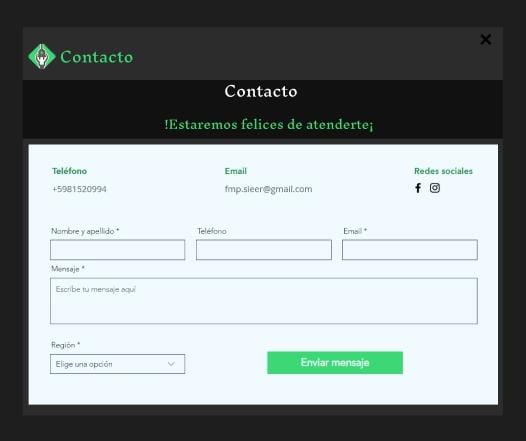 Contacto
Contacto
!Estaremos felices de atenderte¡
Teléfono
Email
Redes sociales
+5981520994
fmp.sieer@gmail.com
Nombre y apellido *
Teléfono
Email *
Mensaje *
Escribe tu mensaje aquí
Región *
Elige una opción
Enviar mensaje